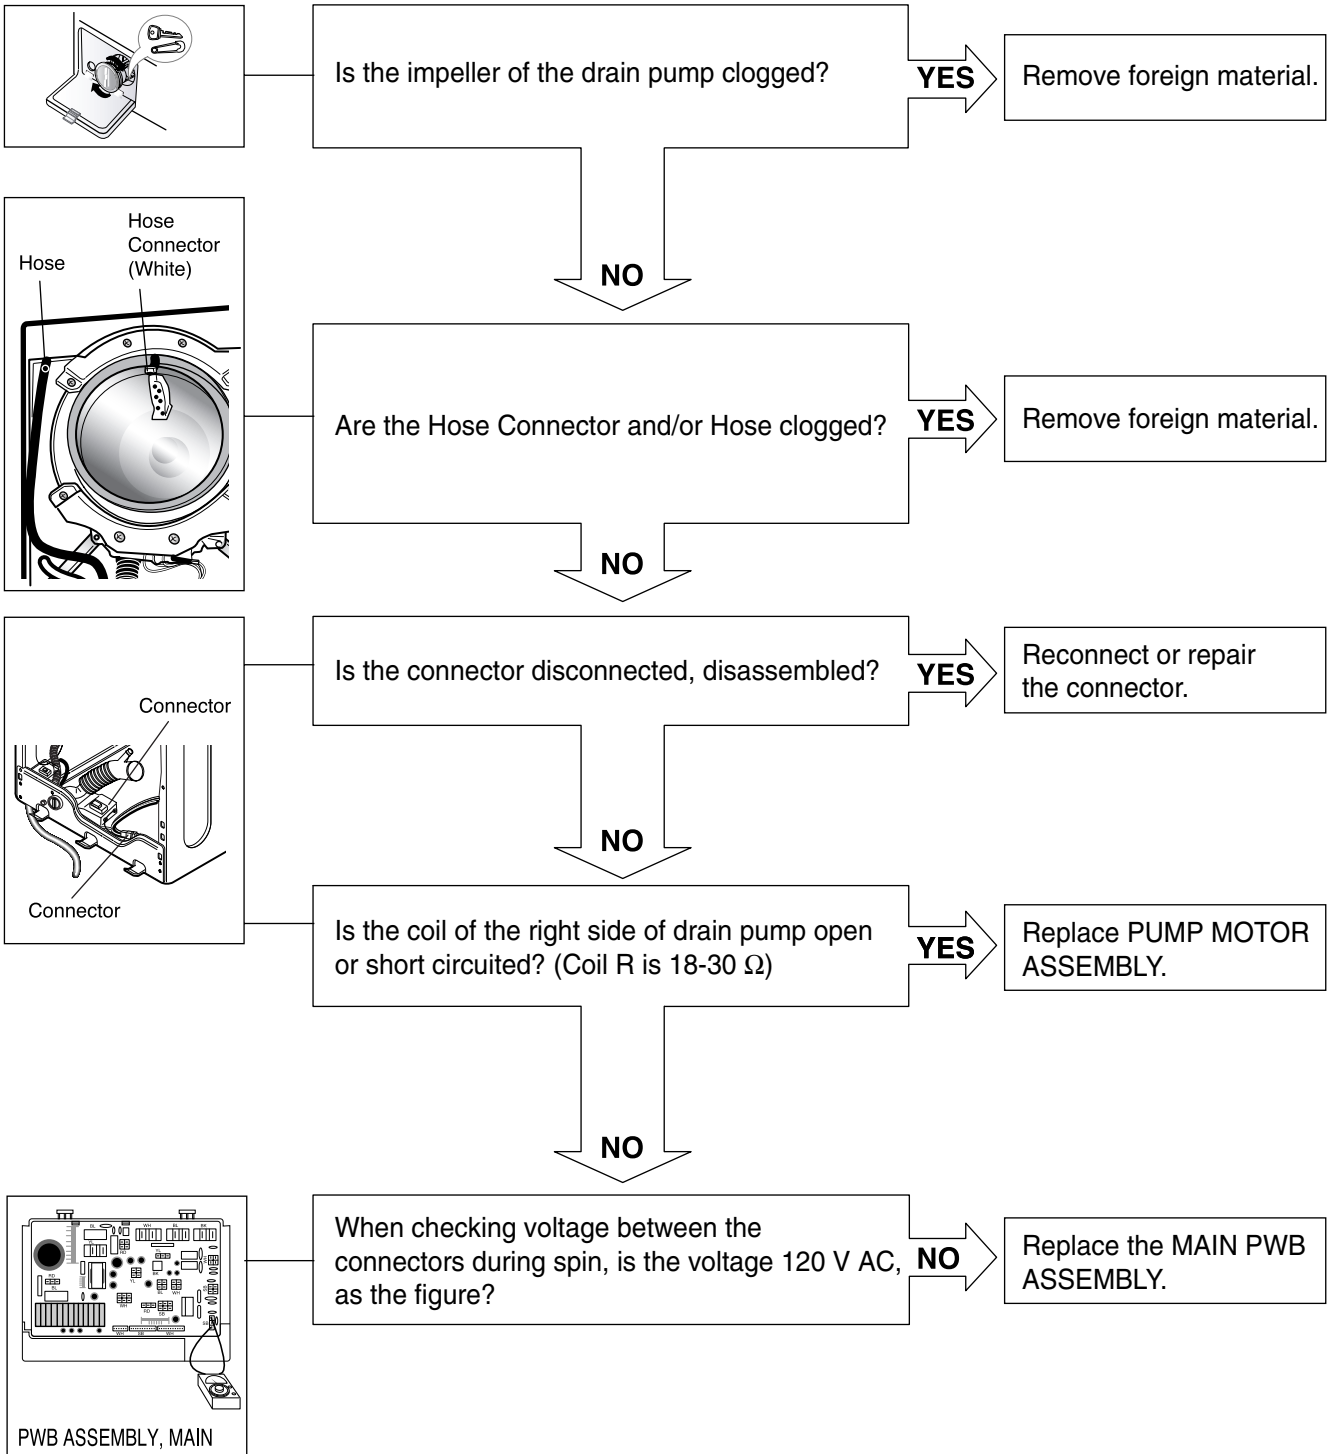 Is the impeller of the drain pump clogged?
YES
Remove foreign material.
NO
Hose
Hose
Connector
(White)
Are the Hose Connector and/or Hose clogged?
YES
Remove foreign material.
NO
Is the connector disconnected, disassembled?
YES
Reconnect or repair
the connector.
Connector
Connector
NO
Is the coil of the right side of drain pump open
or short circuited? (Coil R is 18-30 Ω)
YES
Replace PUMP MOTOR
ASSEMBLY.
NO
When checking voltage between the
connectors during spin, is the voltage 120 V AC,
as the figure?
NO
Replace the MAIN PWB
ASSEMBLY.
PWB ASSEMBLY, MAIN